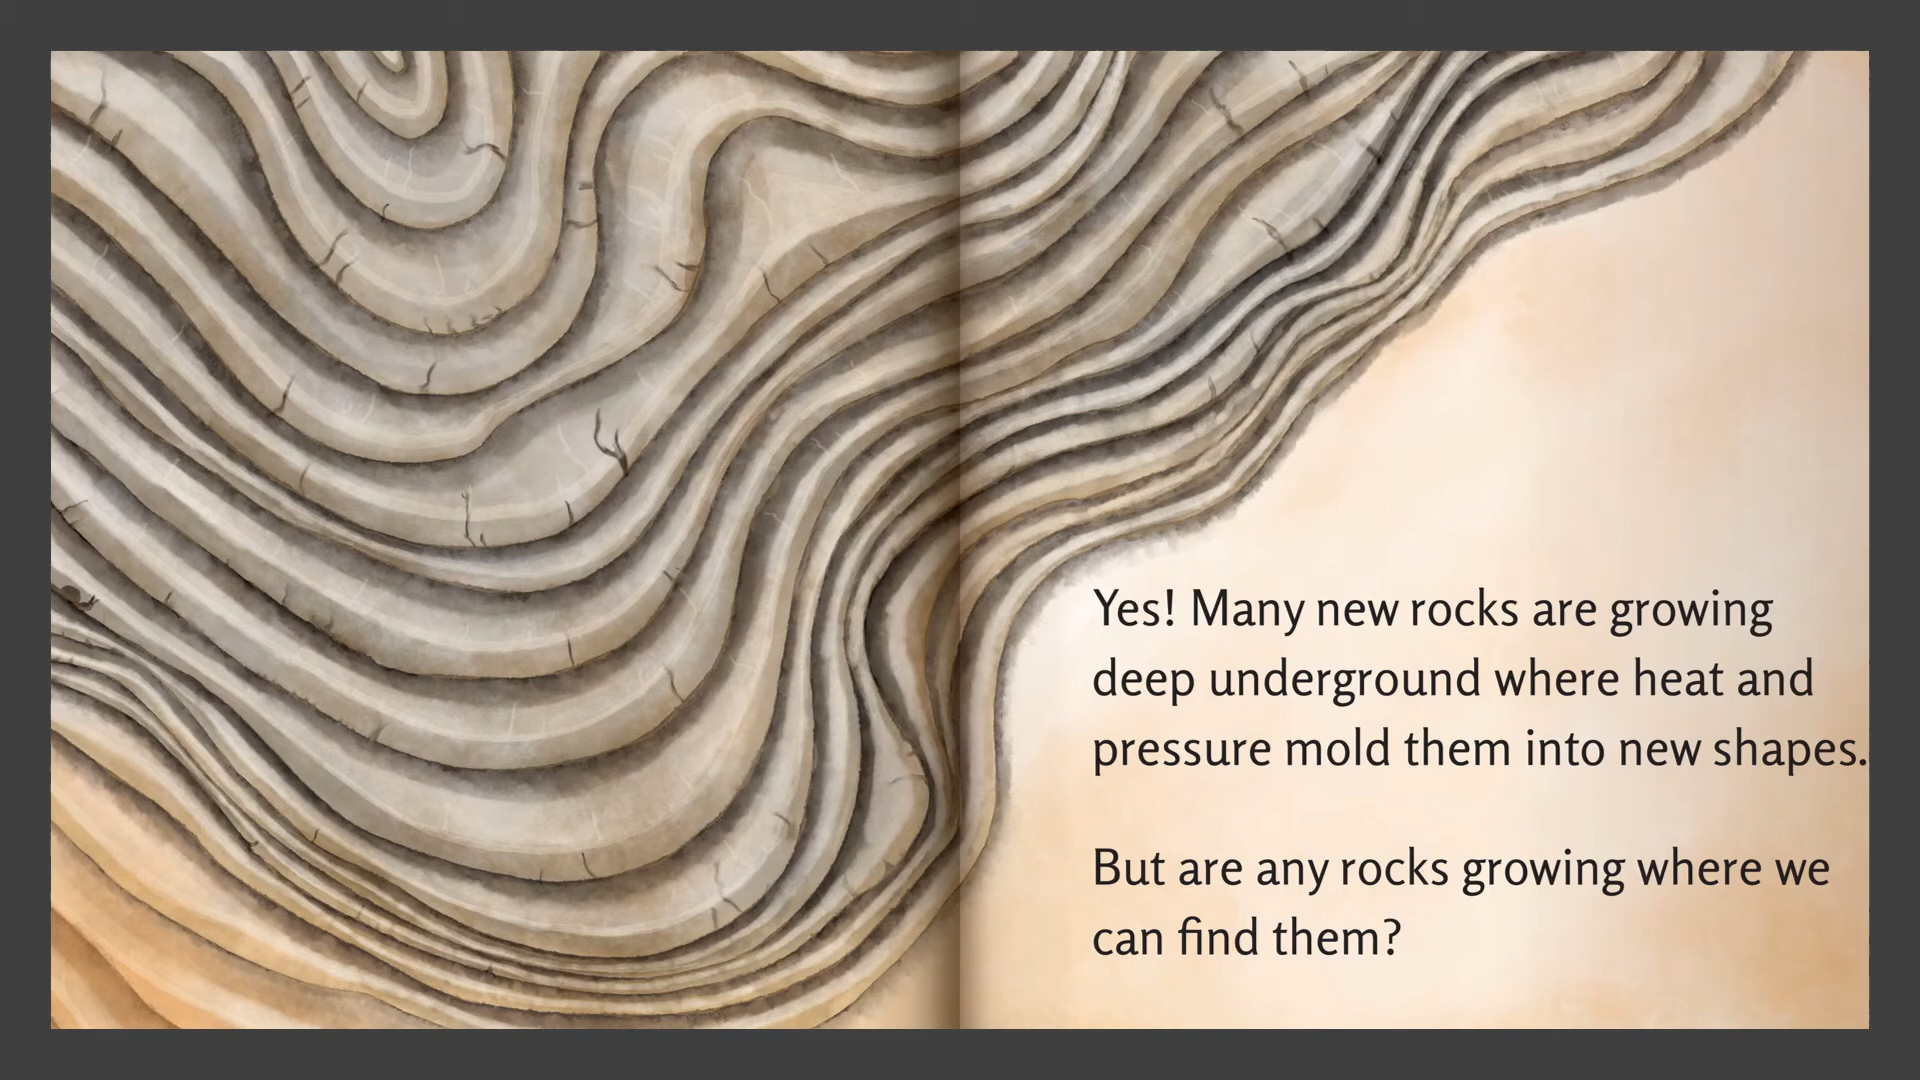 Yes! Many new rocks are growing
deep underground where heat and
pressure mold them into new shapes.
But are any rocks growing where we
can find them?